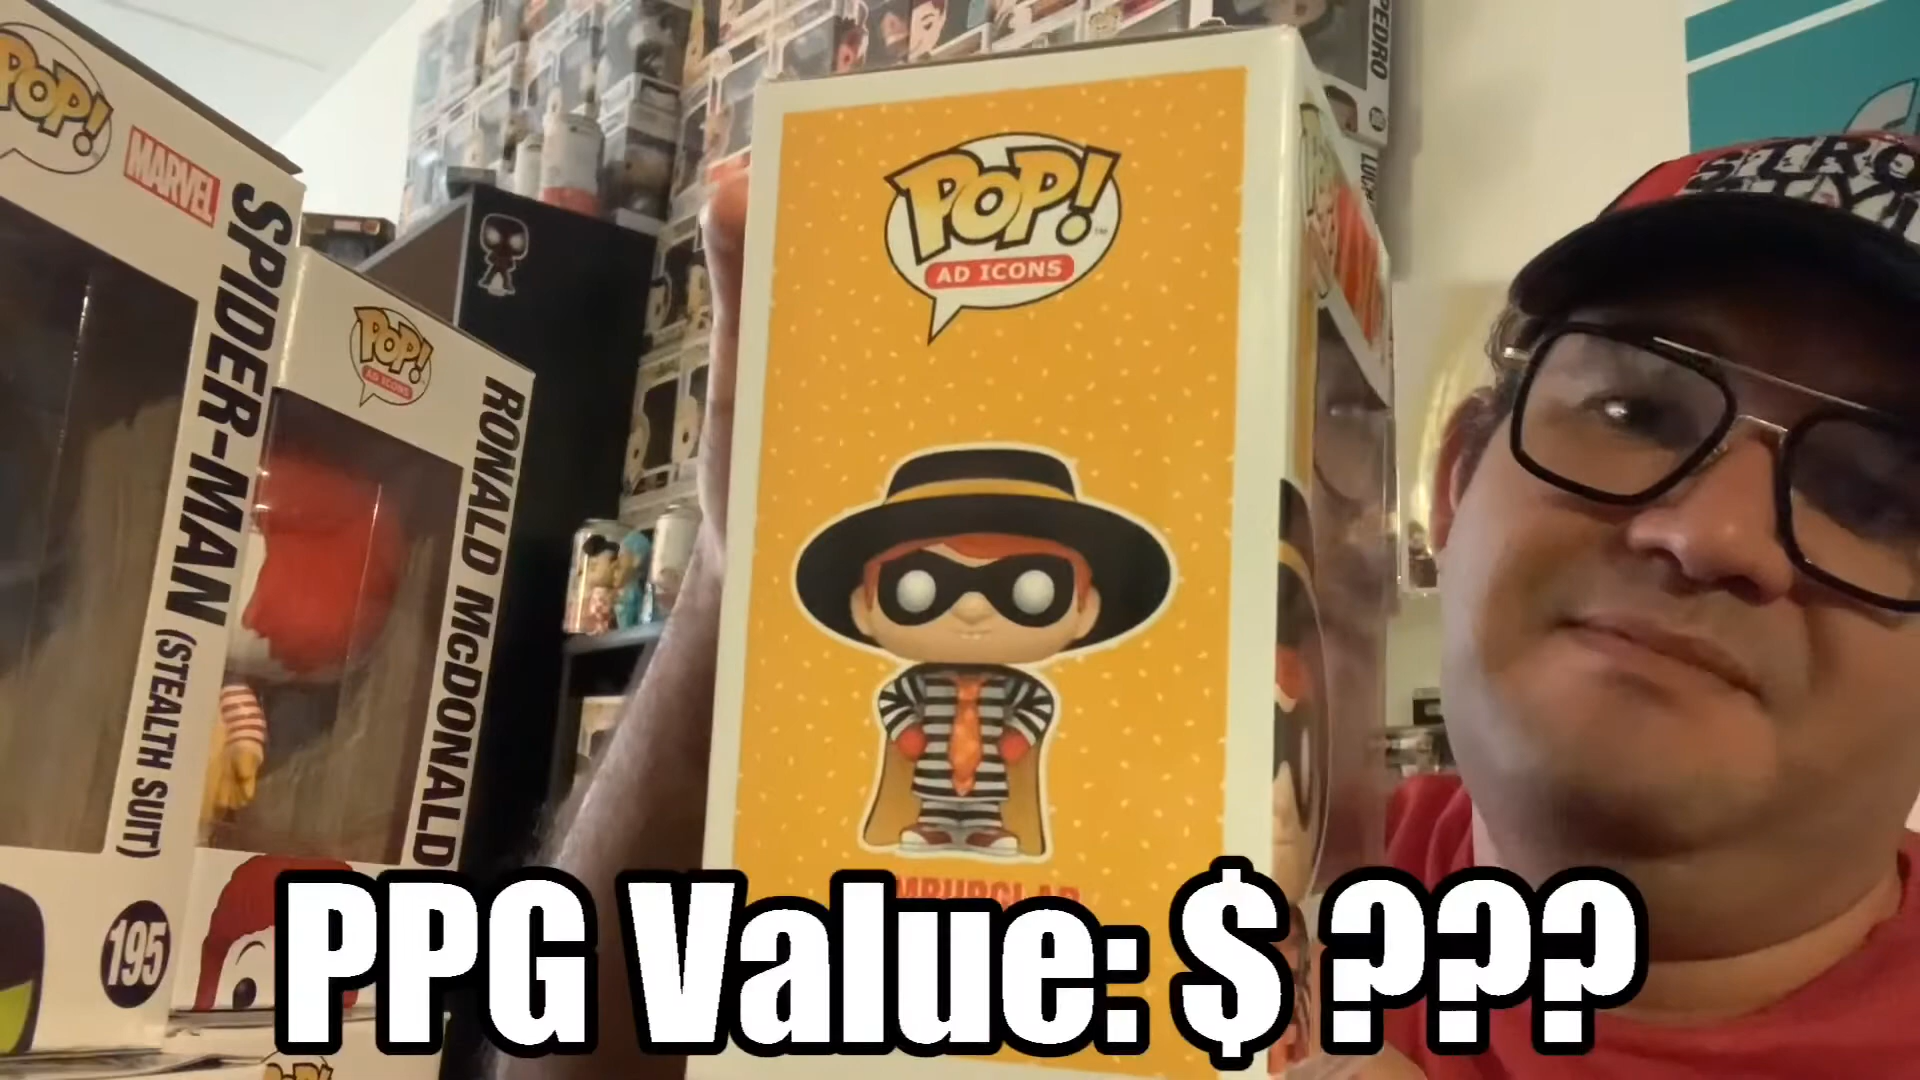 POP!
MARVEL
SPIDER-MAN (STEALTH SUIT)
195
POP!
AD ICONS
RONALD McDONALD
POP!
AD ICONS
PEDRO
PPG Value: $ ???